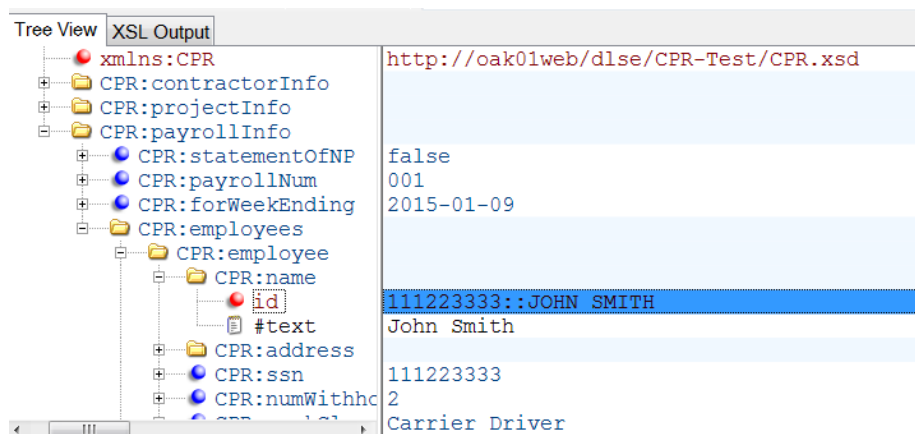 Tree View XSL Output
xmlns:CPR http://oak01web/dlse/CPR-Test/CPR.xsd
CPR:contractorInfo
CPR:projectInfo
CPR:payrollInfo
CPR:statementOfNP false
CPR:payrollNum 001
CPR:forWeekEnding 2015-01-09
CPR:employees
CPR:employee
CPR:name
id 111223333::JOHN SMITH
#text John Smith
CPR:address
CPR:ssn 111223333
CPR:numWithhc 2
Carrier Driver